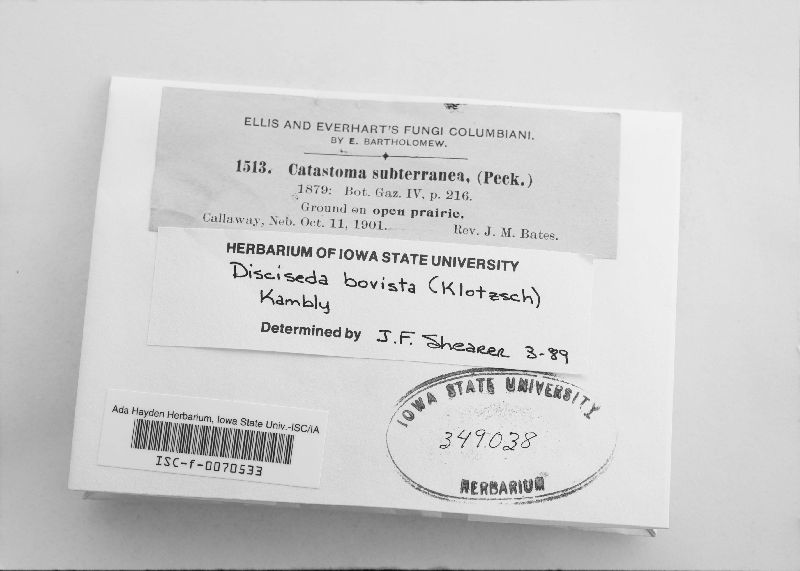 ELLIS AND EVERHART'S FUNGI COLUMBIANI.
BY E. BARTHOLOMEW.
1513. Catastoma subterranea, (Peck.)
1879: Bot. Gaz. IV, p. 216.
Ground on open prairie.
Callaway, Neb. Oct. 11, 1901. Rev. J. M. Bates.
HERBARIUM OF IOWA STATE UNIVERSITY
Disciseda bovista (Klotzsch)
Kambly
Determined by J.F. Shearer 3-89
IOWA STATE UNIVERSITY
349038
HERBARIUM
Ada Hayden Herbarium, Iowa State Univ.-ISC/IA
ISC-f-0070533